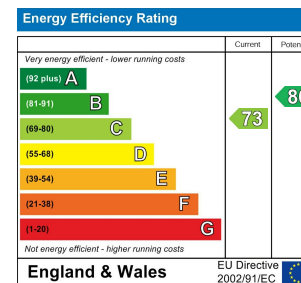 Energy Efficiency Rating
Current
Very energy efficient - lower running costs
(92 plus) A
(81-91) B
(69-80) C
73
(55-68) D
(39-54) E
(21-38) F
(1-20) G
Not energy efficient - higher running costs
England & Wales
EU Directive
2002/91/EC